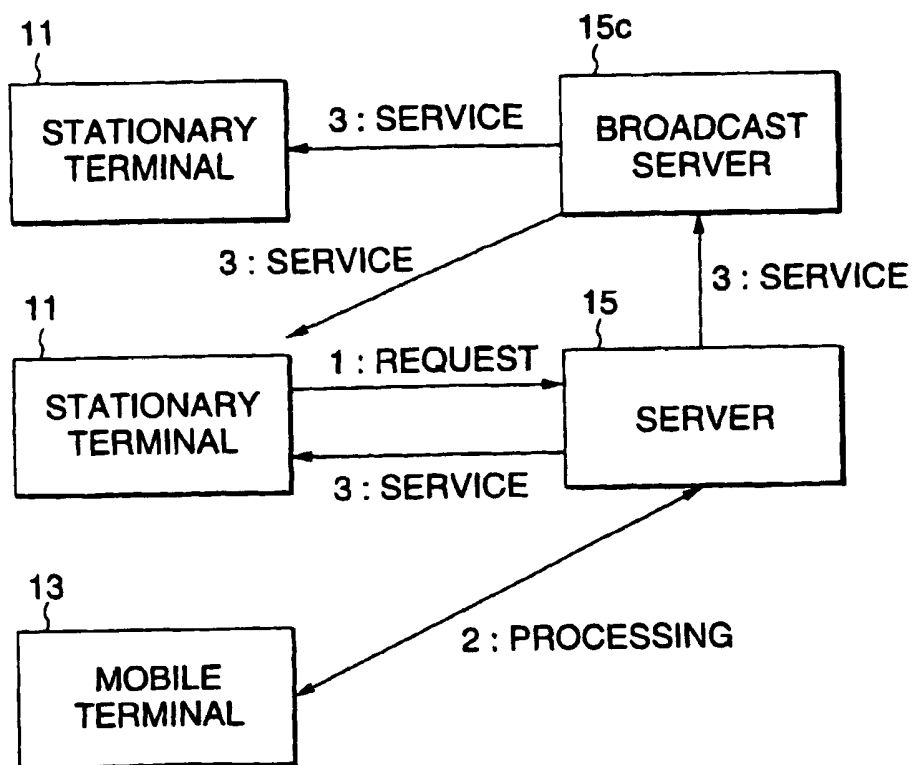 11
15c
STATIONARY
TERMINAL
3 : SERVICE
BROADCAST
SERVER
3 : SERVICE
3 : SERVICE
11
15
STATIONARY
TERMINAL
1 : REQUEST
SERVER
3 : SERVICE
13
2 : PROCESSING
MOBILE
TERMINAL